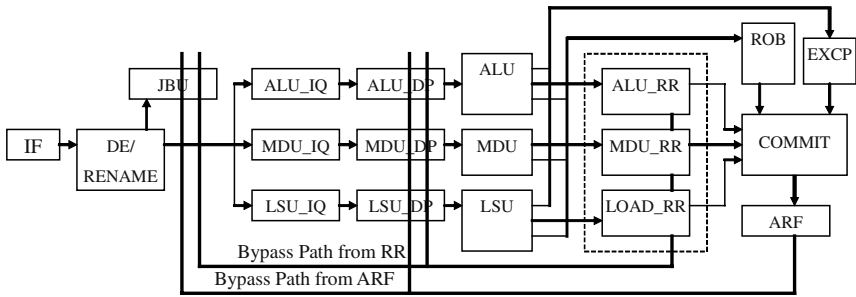 ROB
EXCP
JBU
ALU_IQ
ALU_DP
ALU
ALU_RR
IF
DE/
RENAME
MDU_IQ
MDU_DP
MDU
MDU_RR
COMMIT
LSU_IQ
LSU_DP
LSU
LOAD_RR
ARF
Bypass Path from RR
Bypass Path from ARF